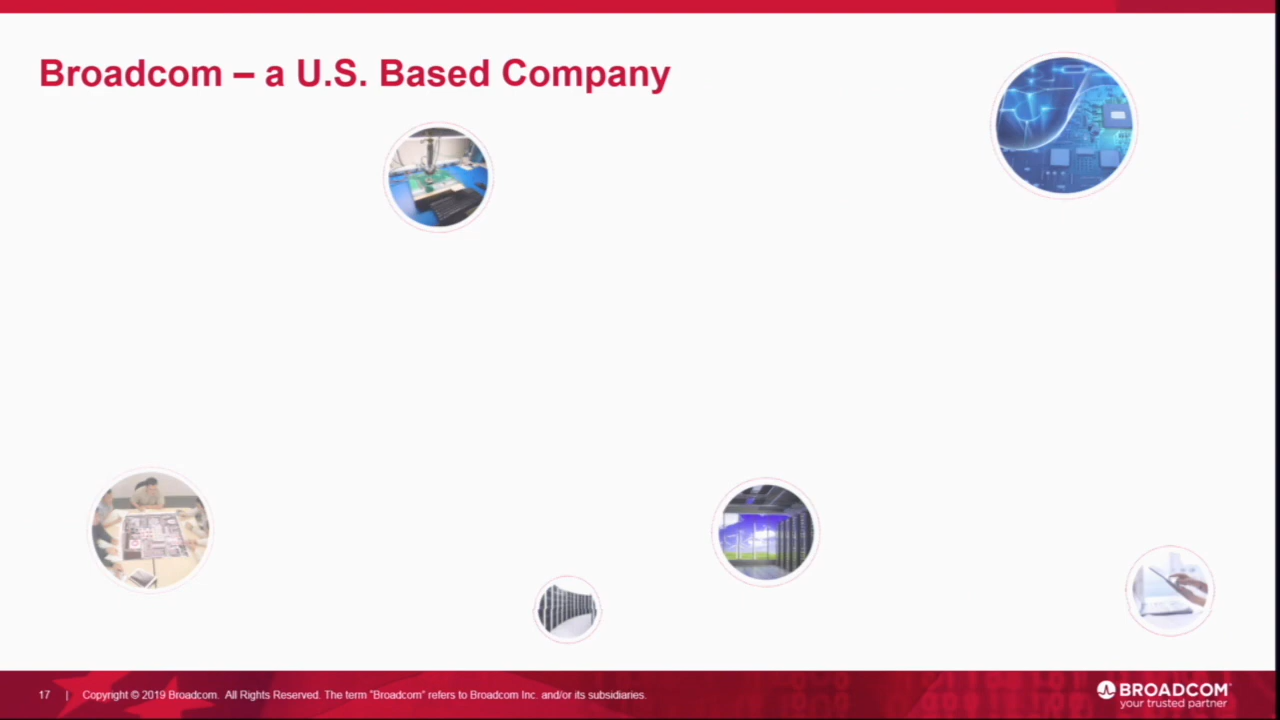 Broadcom – a U.S. Based Company
17 | Copyright © 2019 Broadcom. All Rights Reserved. The term "Broadcom" refers to Broadcom Inc. and/or its subsidiaries.
BROADCOM
your trusted partner